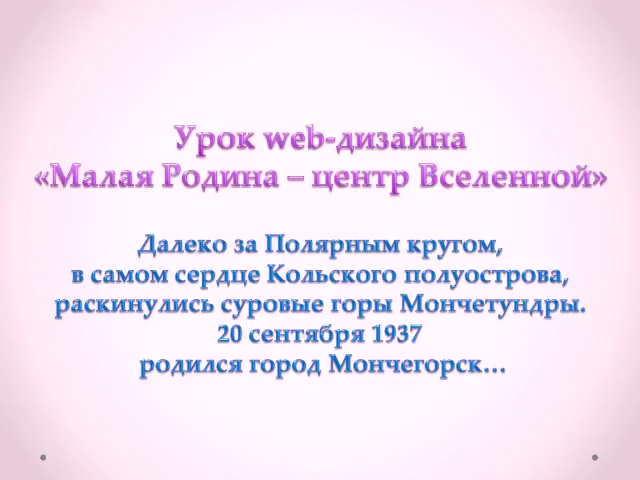 Урок web-дизайна
«Малая Родина – центр Вселенной»
Далеко за Полярным кругом,
в самом сердце Кольского полуострова,
раскинулись суровые горы Мончетундры.
20 сентября 1937
родился город Мончегорск…